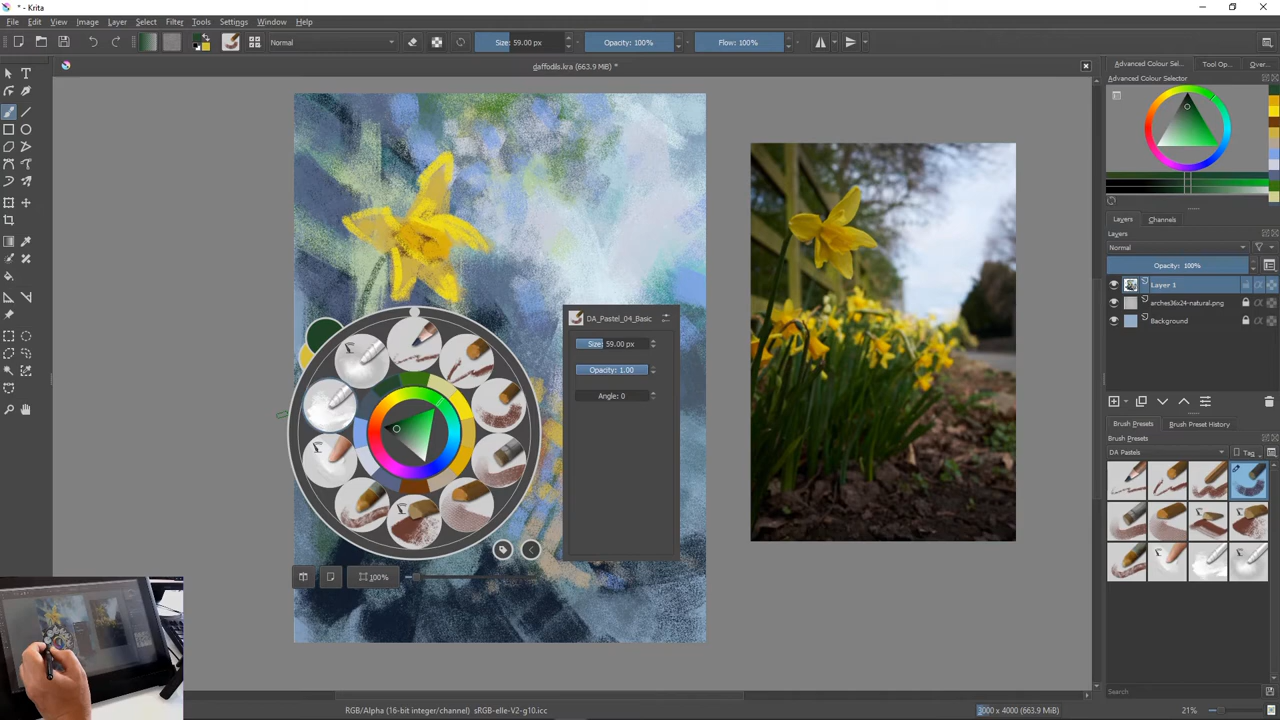 * - Krita
File Edit View Image Layer Select Filter Tools Settings Window Help
Normal
Size: 59.00 px
Opacity: 100%
Flow: 100%
daffodils.kra (663.9 MiB) *
Advanced Colour Sel...
Tool Op...
Over...
Advanced Colour Selector
Layers
Channels
Layers
Normal
Opacity: 100%
Layer 1
arches36x24-natural.png
Background
DA_Pastel_04_Basic
Size: 59.00 px
Opacity: 1.00
Angle: 0
100%
Brush Presets
Brush Preset History
Brush Presets
DA Pastels
Tag
Search
RGB/Alpha (16-bit integer/channel) sRGB-elle-V2-g10.icc
3000 x 4000 (663.9 MiB)
21%